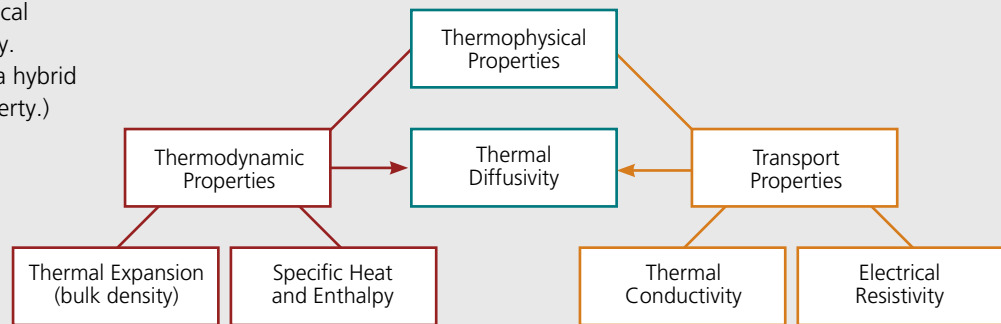 ical
y.
a hybrid
erty.)
Thermophysical
Properties
Thermodynamic
Properties
Thermal
Diffusivity
Transport
Properties
Thermal Expansion
(bulk density)
Specific Heat
and Enthalpy
Thermal
Conductivity
Electrical
Resistivity